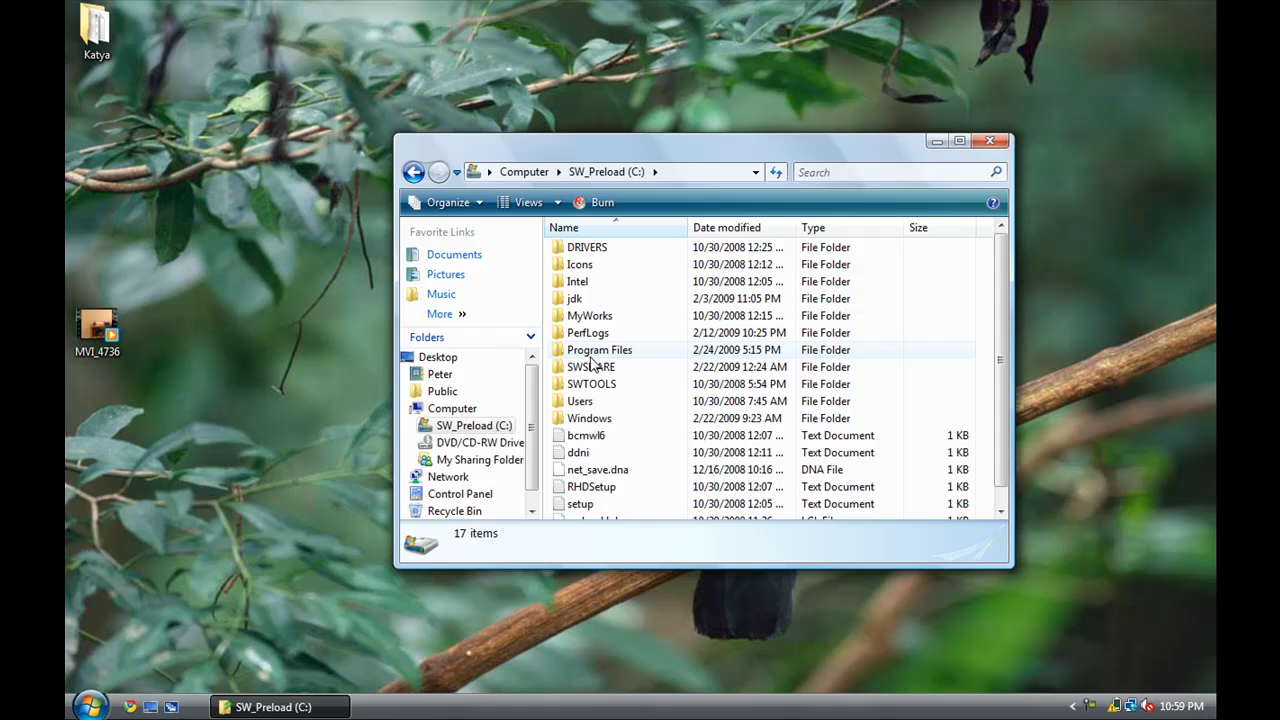 Katya
MVI_4736
Computer SW_Preload (C:)
Search
Organize Views Burn
Favorite Links
Documents
Pictures
Music
More »
Folders
Desktop
Peter
Public
Computer
SW_Preload (C:)
DVD/CD-RW Drive
My Sharing Folder
Network
Control Panel
Recycle Bin
Name Date modified Type Size
DRIVERS 10/30/2008 12:25 ... File Folder
Icons 10/30/2008 12:12 ... File Folder
Intel 10/30/2008 12:05 ... File Folder
jdk 2/3/2009 11:05 PM File Folder
MyWorks 10/30/2008 12:15 ... File Folder
PerfLogs 2/12/2009 10:25 PM File Folder
Program Files 2/24/2009 5:15 PM File Folder
SWSHARE 2/22/2009 12:24 AM File Folder
SWTOOLS 10/30/2008 5:54 PM File Folder
Users 10/30/2008 7:45 AM File Folder
Windows 2/22/2009 9:23 AM File Folder
bcmwl6 10/30/2008 12:07 ... Text Document 1 KB
ddni 10/30/2008 12:11 ... Text Document 1 KB
net_save.dna 12/16/2008 10:16 ... DNA File 1 KB
RHDSetup 10/30/2008 12:07 ... Text Document 1 KB
setup 10/30/2008 12:05 ... Text Document 1 KB
17 items
SW_Preload (C:)
10:59 PM